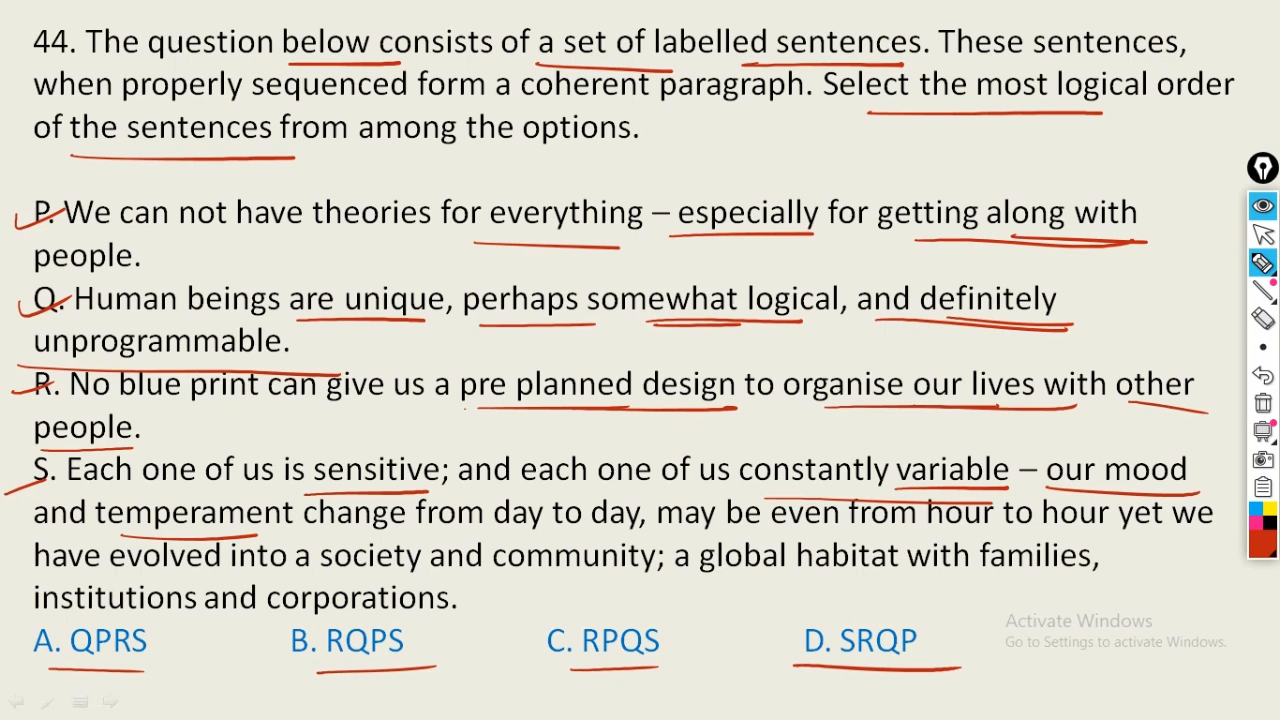 44. The question below consists of a set of labelled sentences. These sentences,
when properly sequenced form a coherent paragraph. Select the most logical order
of the sentences from among the options.
P. We can not have theories for everything – especially for getting along with
people.
Q. Human beings are unique, perhaps somewhat logical, and definitely
unprogrammable.
R. No blue print can give us a pre planned design to organise our lives with other
people.
S. Each one of us is sensitive; and each one of us constantly variable – our mood
and temperament change from day to day, may be even from hour to hour yet we
have evolved into a society and community; a global habitat with families,
institutions and corporations.
A. QPRS B. RQPS C. RPQS D. SRQP
Activate Windows
Go to Settings to activate Windows.